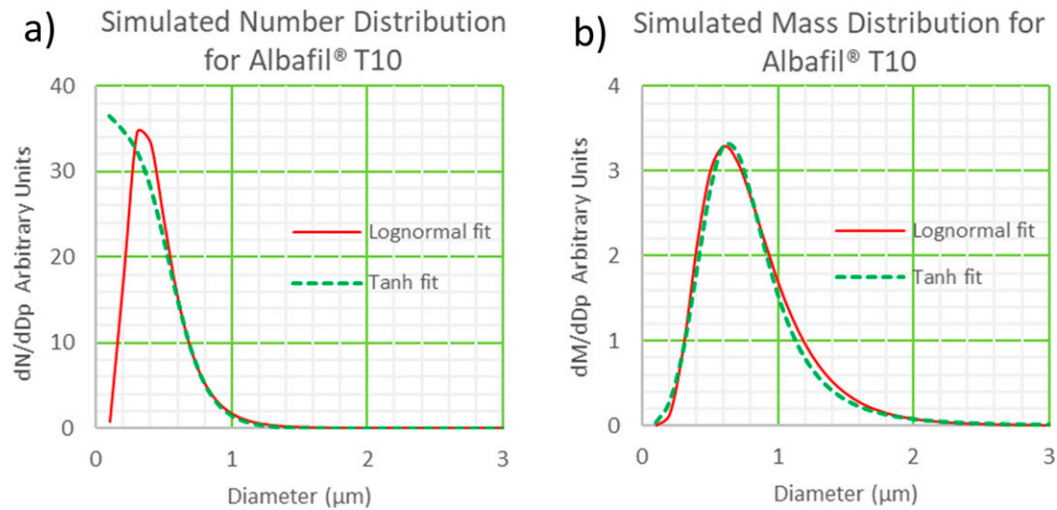 a)
Simulated Number Distribution
for Albafil® T10
40
30
20
10
0
dN/dDp Arbitrary Units
Lognormal fit
Tanh fit
0 1 2 3
Diameter (µm)
b)
Simulated Mass Distribution for
Albafil® T10
4
3
2
1
0
dM/dDp Arbitrary Units
Lognormal fit
Tanh fit
0 1 2 3
Diameter (µm)